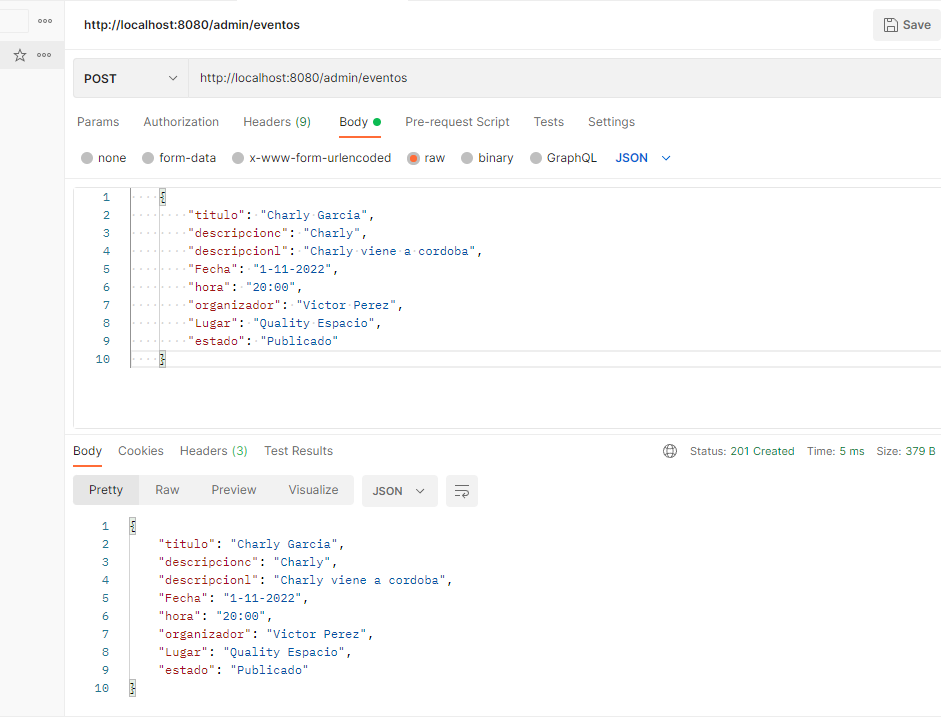 http://localhost:8080/admin/eventos
Save
POST
http://localhost:8080/admin/eventos
Params Authorization Headers (9) Body Pre-request Script Tests Settings
none form-data x-www-form-urlencoded raw binary GraphQL JSON
1 {
2 "titulo": "Charly Garcia",
3 "descripcionc": "Charly",
4 "descripcionl": "Charly viene a cordoba",
5 "Fecha": "1-11-2022",
6 "hora": "20:00",
7 "organizador": "Victor Perez",
8 "Lugar": "Quality Espacio",
9 "estado": "Publicado"
10 }
Body Cookies Headers (3) Test Results Status: 201 Created Time: 5 ms Size: 379 B
Pretty Raw Preview Visualize JSON
1 {
2 "titulo": "Charly Garcia",
3 "descripcionc": "Charly",
4 "descripcionl": "Charly viene a cordoba",
5 "Fecha": "1-11-2022",
6 "hora": "20:00",
7 "organizador": "Victor Perez",
8 "Lugar": "Quality Espacio",
9 "estado": "Publicado"
10 }